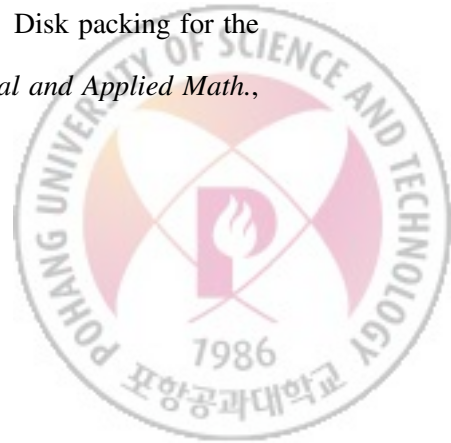 Disk packing for the
al and Applied Math.,
POHANG UNIVERSITY OF SCIENCE AND TECHNOLOGY
P
1986
포항공과대학교